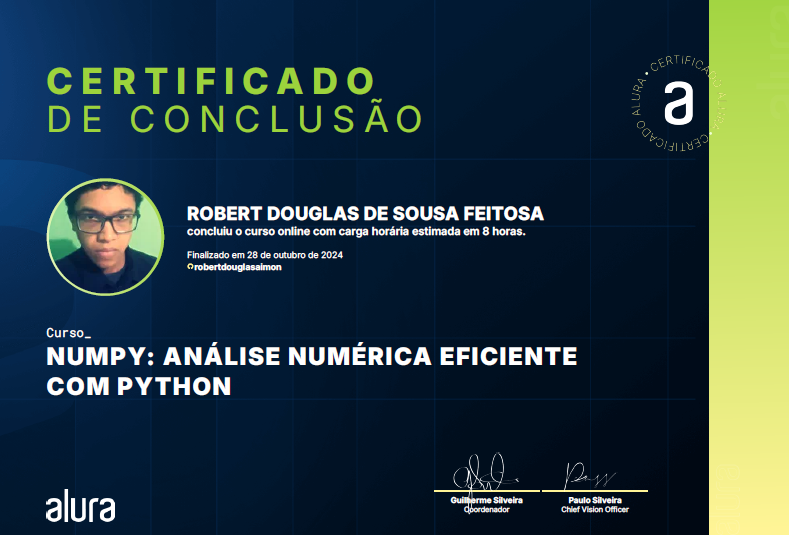 CERTIFICADO
DE CONCLUSÃO
CERTIFICADO ALURA • CERTIFICADO ALURA •
a
ROBERT DOUGLAS DE SOUSA FEITOSA
concluiu o curso online com carga horária estimada em 8 horas.
Finalizado em 28 de outubro de 2024
robertdouglasaimon
Curso_
NUMPY: ANÁLISE NUMÉRICA EFICIENTE
COM PYTHON
Guilherme Silveira
Coordenador
Paulo Silveira
Chief Vision Officer
alura